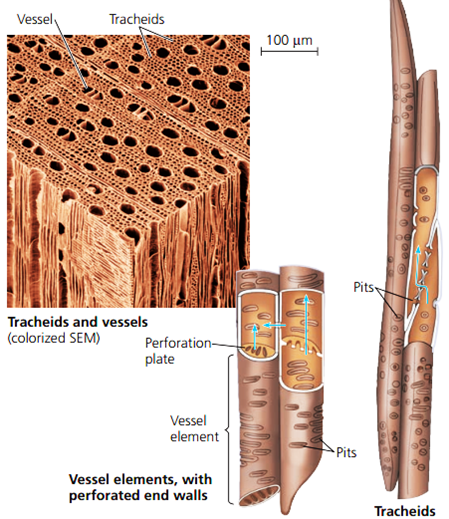 Vessel
Tracheids
100 μm
Tracheids and vessels
(colorized SEM)
Perforation
plate
Vessel
element
Pits
Vessel elements, with
perforated end walls
Pits
Tracheids